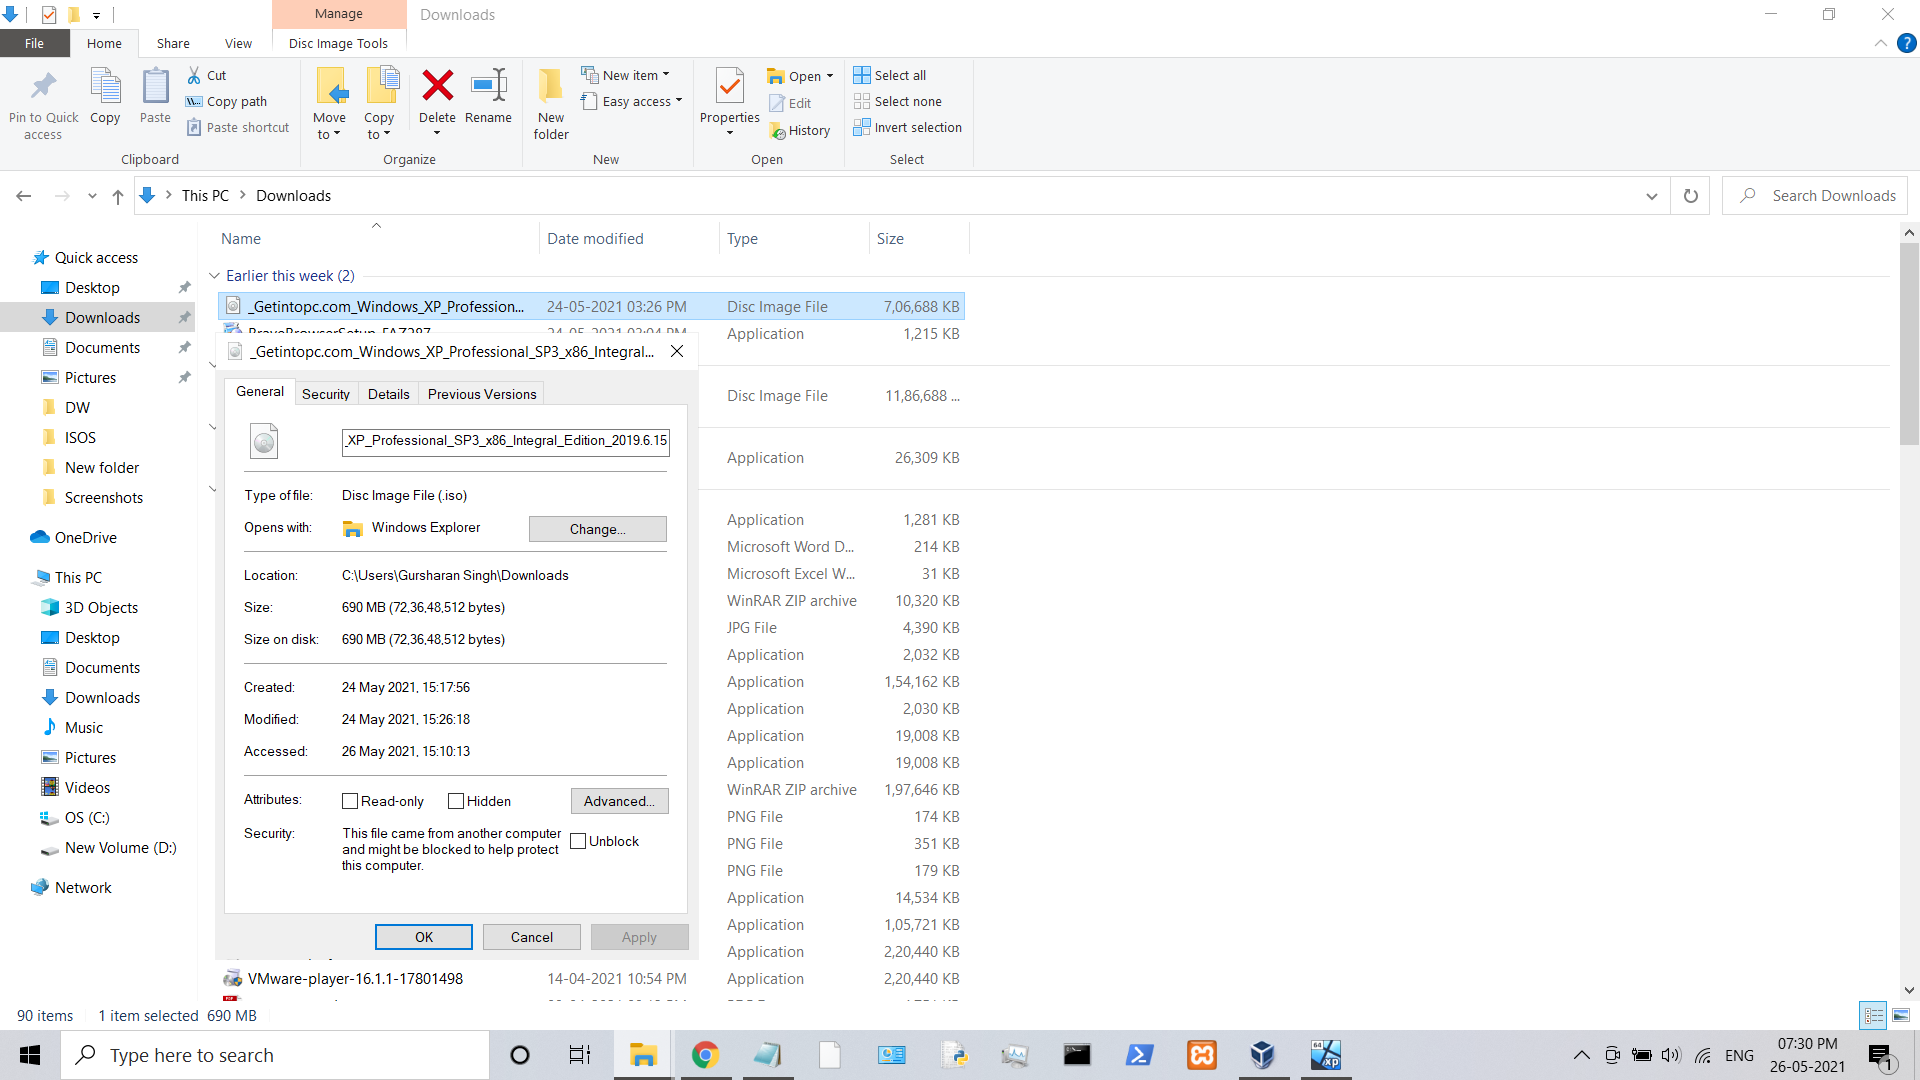 Manage
Downloads
File
Home
Share
View
Disc Image Tools
Pin to Quick access
Copy
Paste
Cut
Copy path
Paste shortcut
Clipboard
Move to
Copy to
Delete
Rename
Organize
New folder
New item
Easy access
New
Properties
Open
Edit
History
Open
Select all
Select none
Invert selection
Select
This PC
Downloads
Search Downloads
Name
Date modified
Type
Size
Quick access
Desktop
Downloads
Documents
Pictures
DW
ISOS
New folder
Screenshots
OneDrive
This PC
3D Objects
Desktop
Documents
Downloads
Music
Pictures
Videos
OS (C:)
New Volume (D:)
Network
Earlier this week (2)
_Getintopc.com_Windows_XP_Profession... 24-05-2021 03:26 PM Disc Image File 7,06,688 KB
Application 1,215 KB
Disc Image File 11,86,688 ...
Application 26,309 KB
Application 1,281 KB
Microsoft Word D... 214 KB
Microsoft Excel W... 31 KB
WinRAR ZIP archive 10,320 KB
JPG File 4,390 KB
Application 2,032 KB
Application 1,54,162 KB
Application 2,030 KB
Application 19,008 KB
Application 19,008 KB
WinRAR ZIP archive 1,97,646 KB
PNG File 174 KB
PNG File 351 KB
PNG File 179 KB
Application 14,534 KB
Application 1,05,721 KB
Application 2,20,440 KB
VMware-player-16.1.1-17801498 14-04-2021 10:54 PM Application 2,20,440 KB
_Getintopc.com_Windows_XP_Professional_SP3_x86_Integral...
General
Security
Details
Previous Versions
_XP_Professional_SP3_x86_Integral_Edition_2019.6.15
Type of file: Disc Image File (.iso)
Opens with: Windows Explorer Change...
Location: C:\Users\Gursharan Singh\Downloads
Size: 690 MB (72,36,48,512 bytes)
Size on disk: 690 MB (72,36,48,512 bytes)
Created: 24 May 2021, 15:17:56
Modified: 24 May 2021, 15:26:18
Accessed: 26 May 2021, 15:10:13
Attributes: Read-only Hidden Advanced...
Security: This file came from another computer
and might be blocked to help protect
this computer.
Unblock
OK
Cancel
Apply
90 items
1 item selected 690 MB
Type here to search
64
xp
ENG
07:30 PM
26-05-2021
1